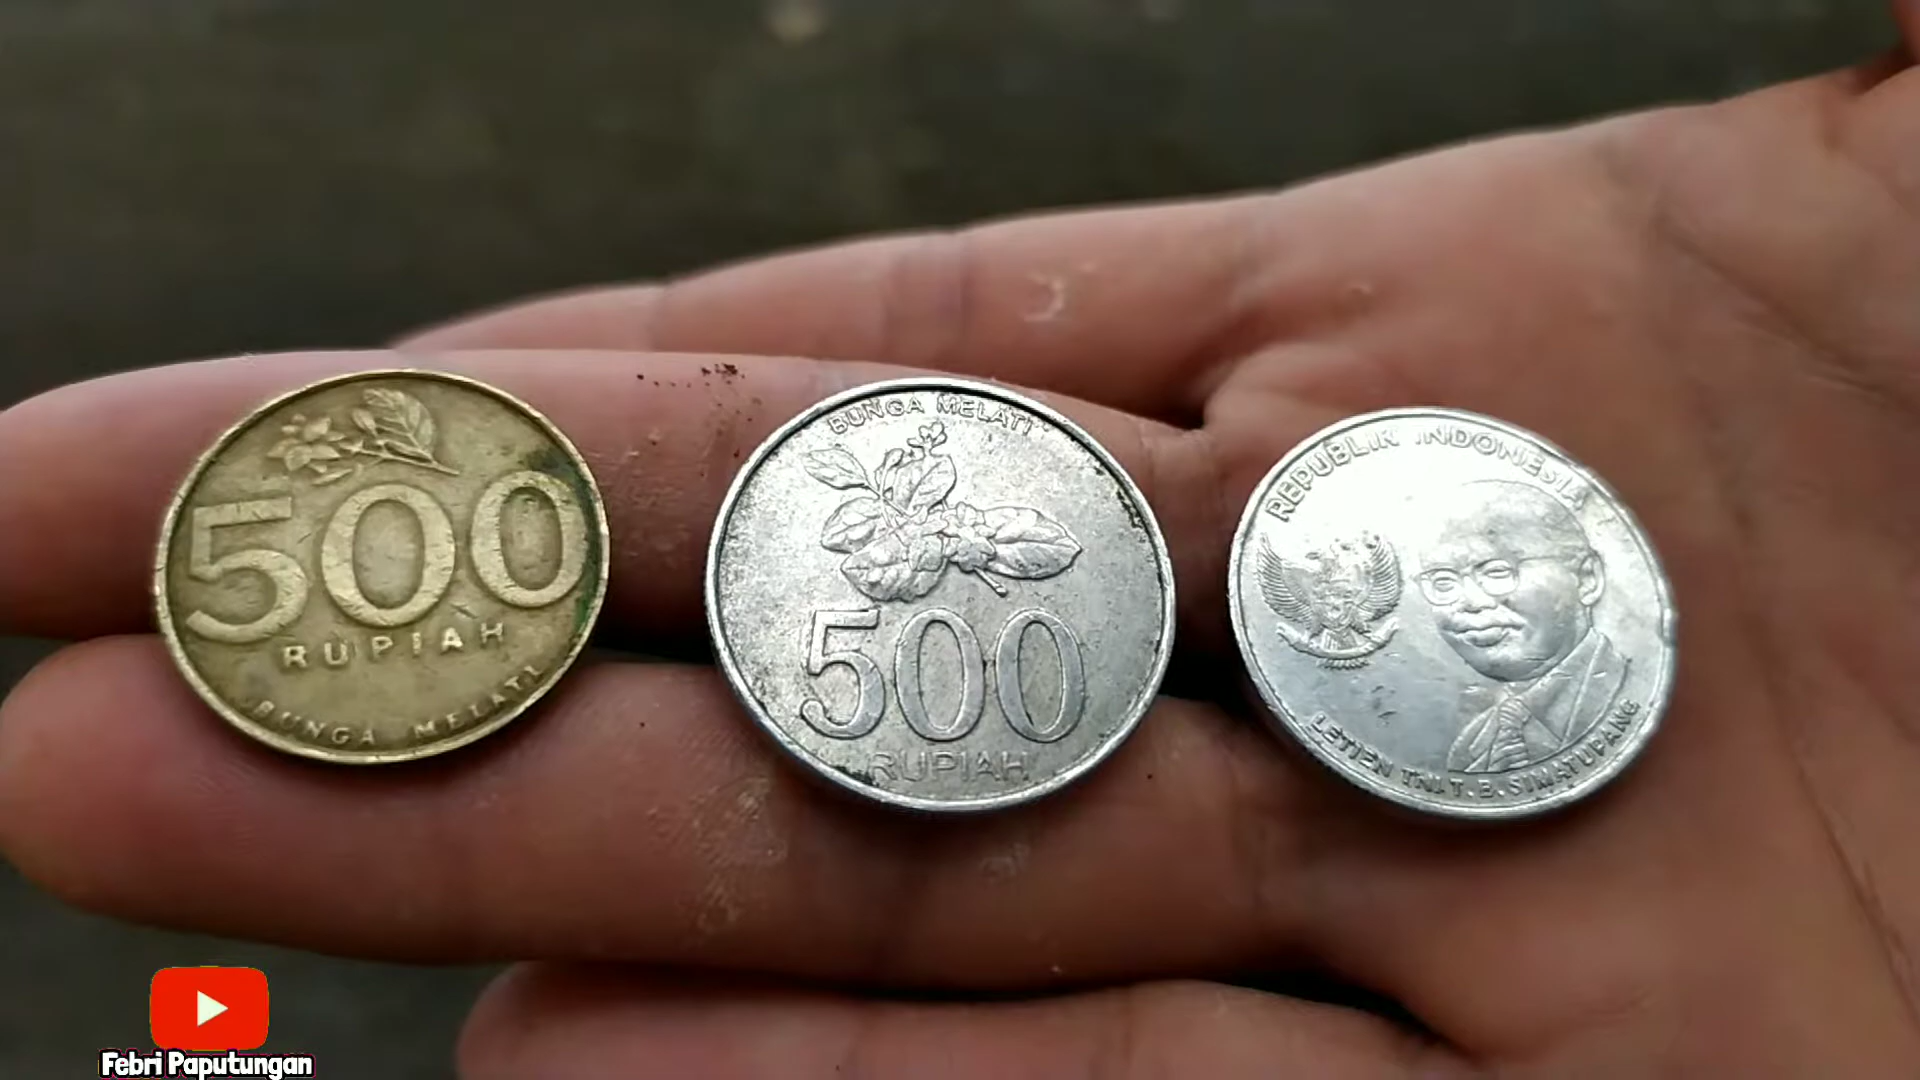 500
RUPIAH
BUNGA MELATI
BUNGA MELATI
500
RUPIAH
REPUBLIK INDONESIA
LETJEN TNI T.B. SIMATUPANG
Febri Paputungan